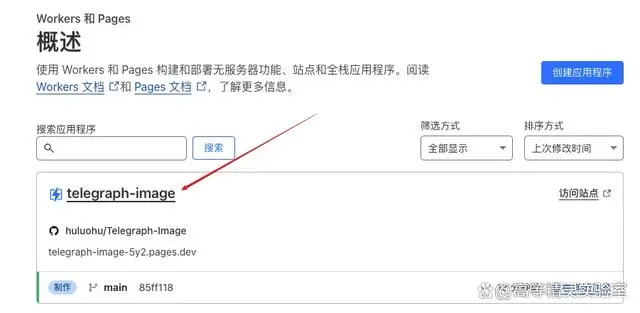 Workers 和 Pages
概述
使用 Workers 和 Pages 构建和部署无服务器功能、站点和全栈应用程序。阅读
Workers 文档和 Pages 文档，了解更多信息。
创建应用程序
搜索应用程序
搜索
筛选方式
全部显示
排序方式
上次修改时间
telegraph-image
访问站点
huluohu/Telegraph-Image
telegraph-image-5y2.pages.dev
制作
main
85ff118